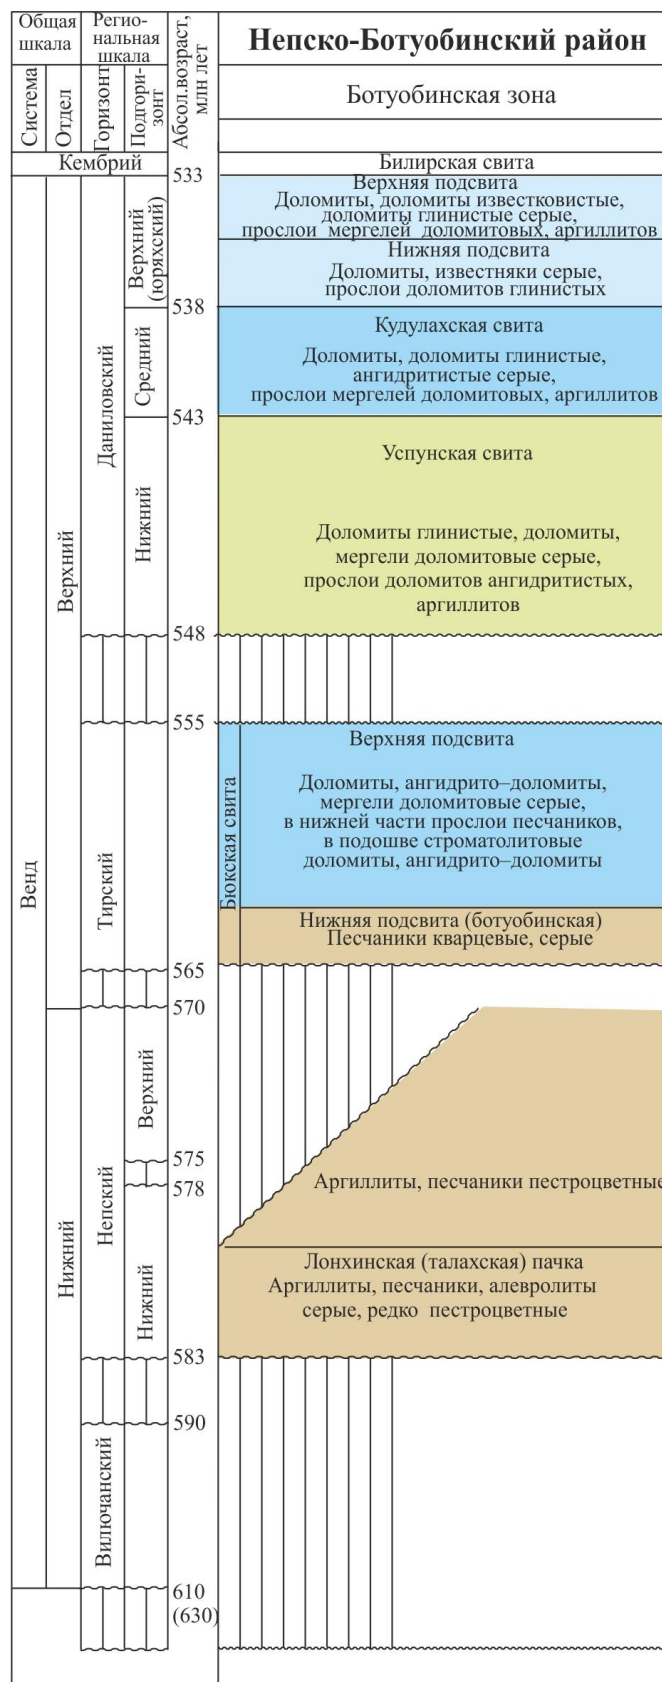 Общая
шкала
Регио-
нальная
шкала
Абсол.возраст,
млн лет
Непско-Ботуобинский район
Система
Отдел
Горизонт
Подгори-
зонт
Ботуобинская зона
Кембрий
Билирская свита
533
Верхняя подсвита
Доломиты, доломиты известковистые,
доломиты глинистые серые,
прослои мергелей доломитовых, аргиллитов
Верхний
(юряхский)
Нижняя подсвита
Доломиты, известняки серые,
прослои доломитов глинистых
538
Кудулахская свита
Доломиты, доломиты глинистые,
ангидритистые серые,
прослои мергелей доломитовых, аргиллитов
Средний
Даниловский
543
Успунская свита
Доломиты глинистые, доломиты,
мергели доломитовые серые,
прослои доломитов ангидритистых,
аргиллитов
Нижний
Верхний
548
555
Верхняя подсвита
Доломиты, ангидрито–доломиты,
мергели доломитовые серые,
в нижней части прослои песчаников,
в подошве строматолитовые
доломиты, ангидрито–доломиты
Бюкская свита
Венд
Тирский
Нижняя подсвита (ботуобинская)
Песчаники кварцевые, серые
565
570
Верхний
575
578
Аргиллиты, песчаники пестроцветные
Непский
Нижний
Лонхинская (талахская) пачка
Аргиллиты, песчаники, алевролиты
серые, редко пестроцветные
Нижний
583
590
Вилючанский
610
(630)